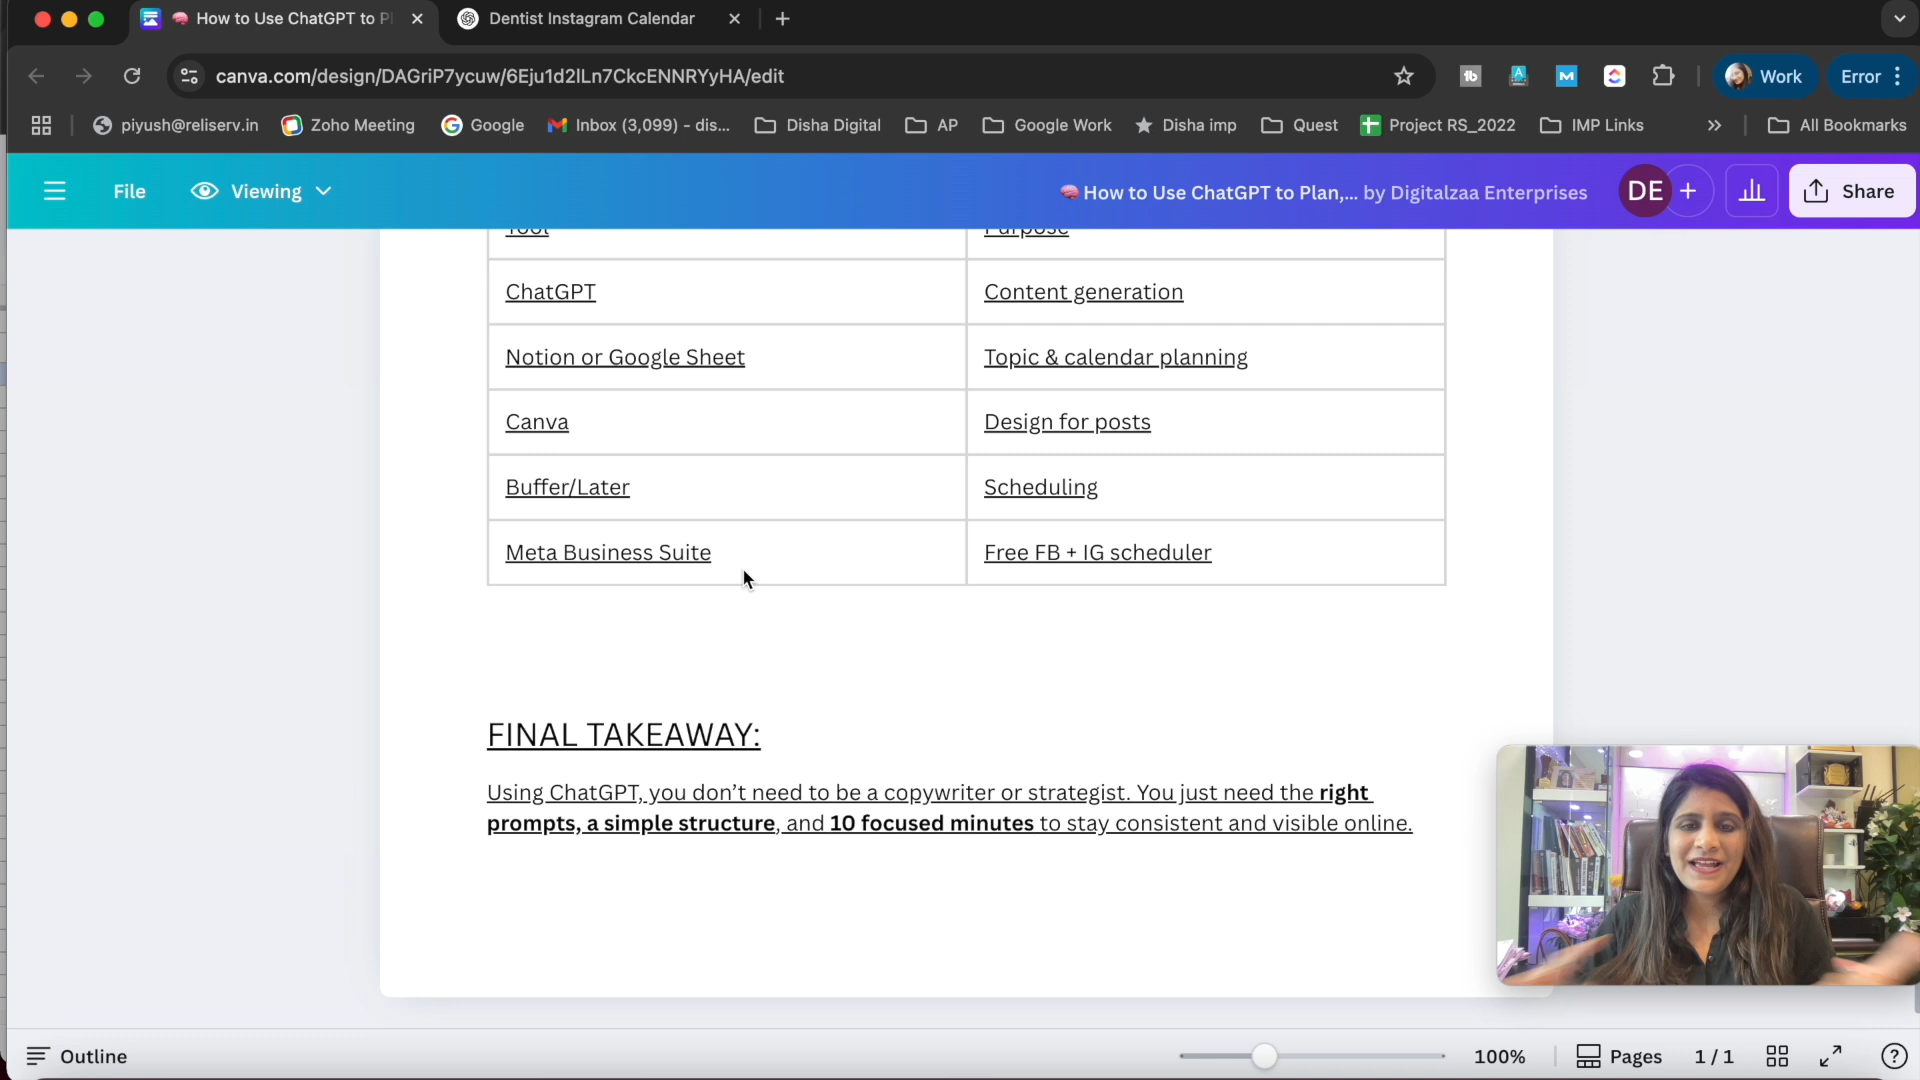 How to Use ChatGPT to Pl
Dentist Instagram Calendar
canva.com/design/DAGriP7ycuw/6Eju1d2ILn7CkcENNRYyHA/edit
Work
Error
piyush@reliserv.in
Zoho Meeting
Google
Inbox (3,099) - dis...
Disha Digital
AP
Google Work
Disha imp
Quest
Project RS_2022
IMP Links
All Bookmarks
File
Viewing
How to Use ChatGPT to Plan,... by Digitalzaa Enterprises
DE
Share
Tool
Purpose
ChatGPT
Content generation
Notion or Google Sheet
Topic & calendar planning
Canva
Design for posts
Buffer/Later
Scheduling
Meta Business Suite
Free FB + IG scheduler
FINAL TAKEAWAY:
Using ChatGPT, you don’t need to be a copywriter or strategist. You just need the right
prompts, a simple structure, and 10 focused minutes to stay consistent and visible online.
Outline
100%
Pages
1 / 1